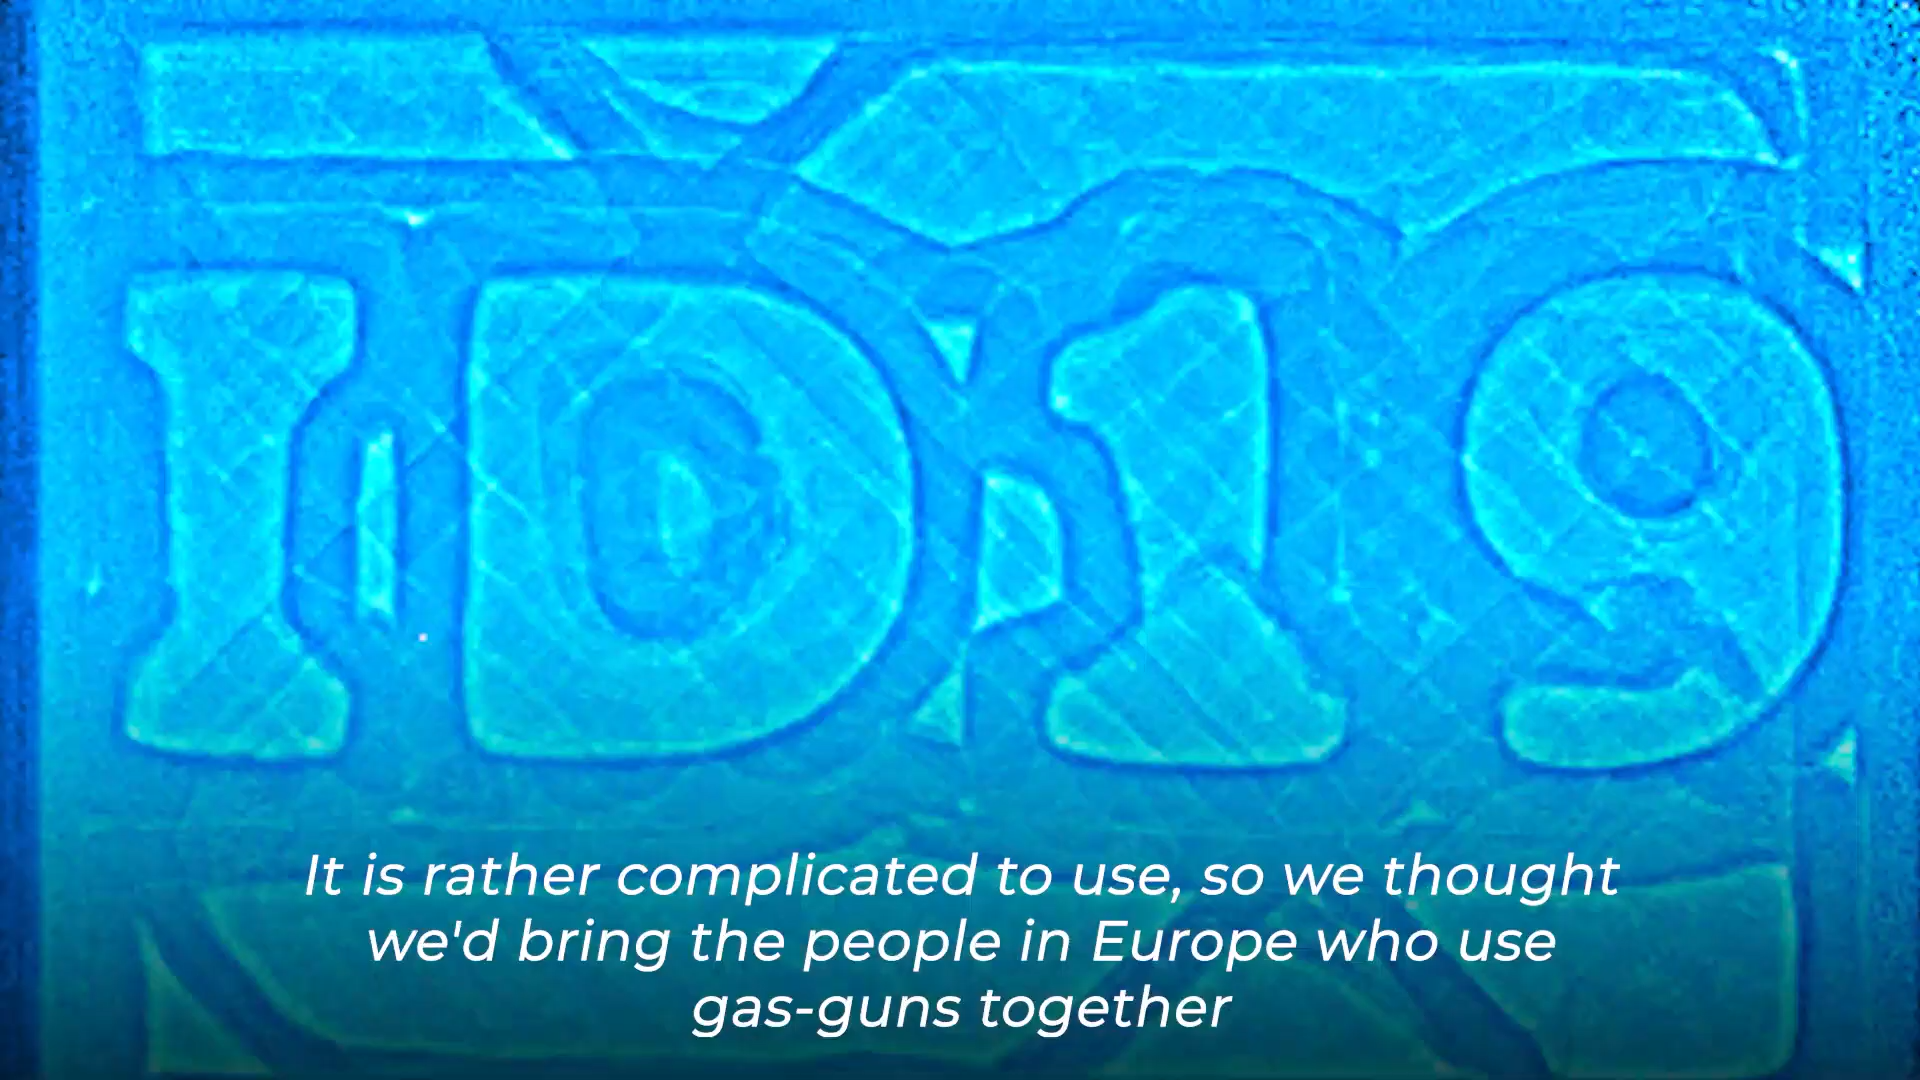 ID19
It is rather complicated to use, so we thought
we'd bring the people in Europe who use
gas-guns together